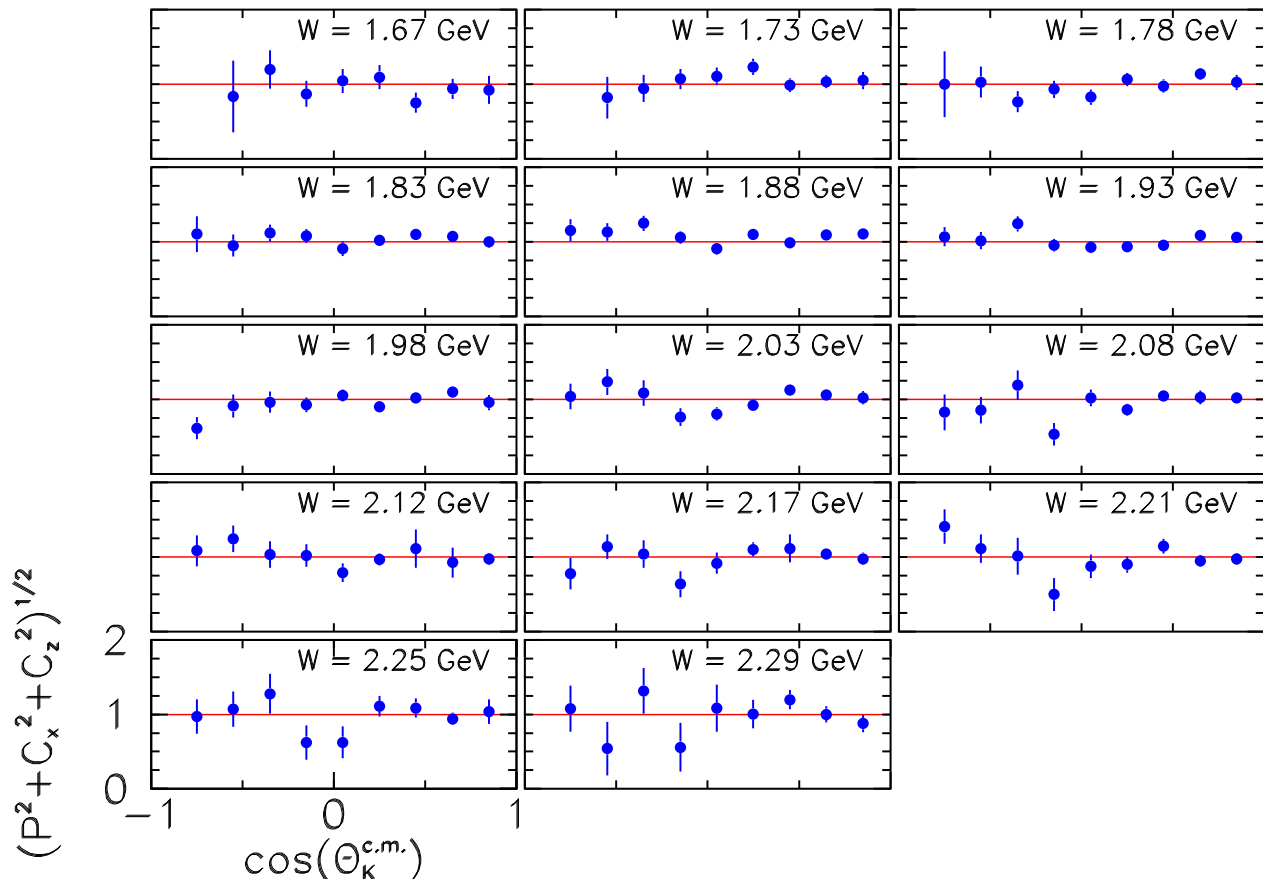 W = 1.67 GeV
W = 1.73 GeV
W = 1.78 GeV
W = 1.83 GeV
W = 1.88 GeV
W = 1.93 GeV
W = 1.98 GeV
W = 2.03 GeV
W = 2.08 GeV
W = 2.12 GeV
W = 2.17 GeV
W = 2.21 GeV
W = 2.25 GeV
W = 2.29 GeV
(P²+Cₓ²+C_z²)^1/2
2
1
0
−1 0 1
cos(Θ_K^c.m.)